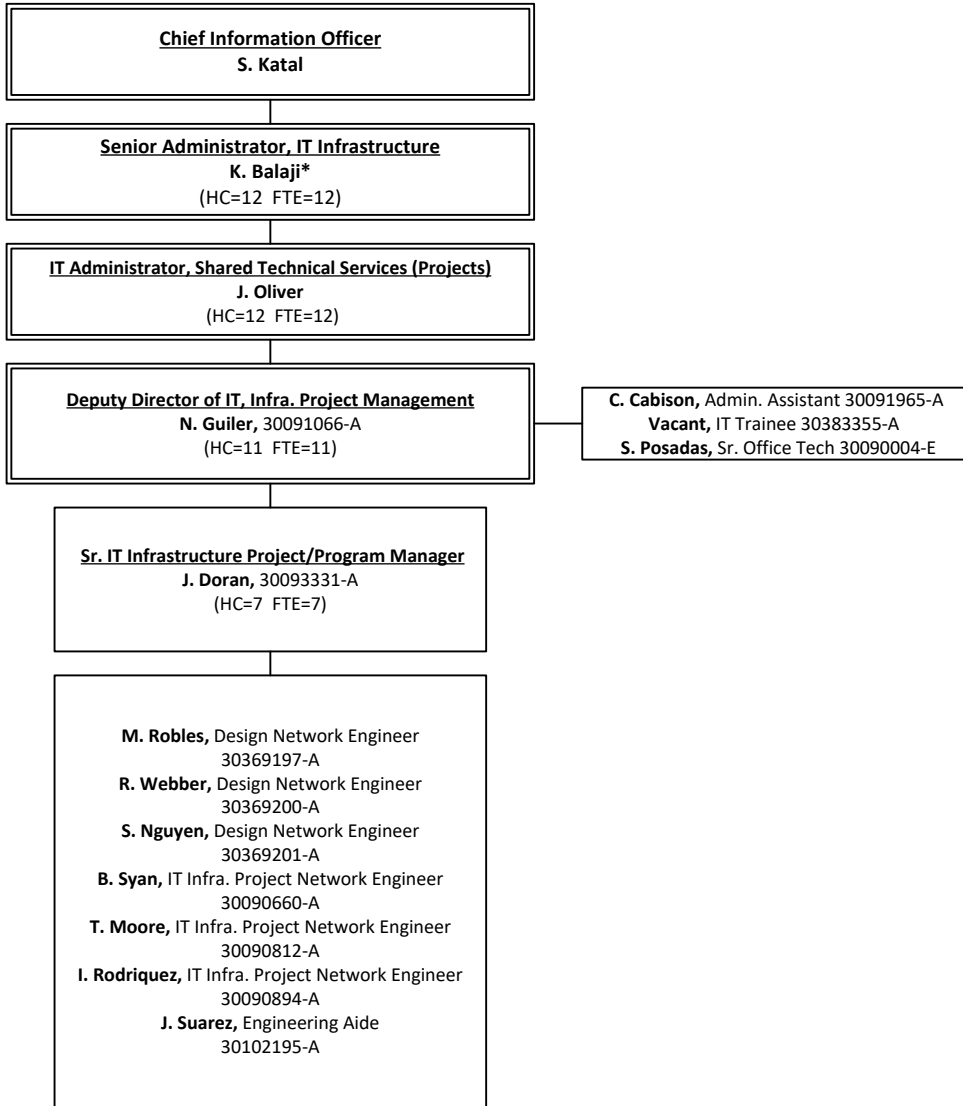 Chief Information Officer
S. Katal
Senior Administrator, IT Infrastructure
K. Balaji*
(HC=12 FTE=12)
IT Administrator, Shared Technical Services (Projects)
J. Oliver
(HC=12 FTE=12)
Deputy Director of IT, Infra. Project Management
N. Guiler, 30091066-A
(HC=11 FTE=11)
C. Cabison, Admin. Assistant 30091965-A
Vacant, IT Trainee 30383355-A
S. Posadas, Sr. Office Tech 30090004-E
Sr. IT Infrastructure Project/Program Manager
J. Doran, 30093331-A
(HC=7 FTE=7)
M. Robles, Design Network Engineer
30369197-A
R. Webber, Design Network Engineer
30369200-A
S. Nguyen, Design Network Engineer
30369201-A
B. Syan, IT Infra. Project Network Engineer
30090660-A
T. Moore, IT Infra. Project Network Engineer
30090812-A
I. Rodriquez, IT Infra. Project Network Engineer
30090894-A
J. Suarez, Engineering Aide
30102195-A